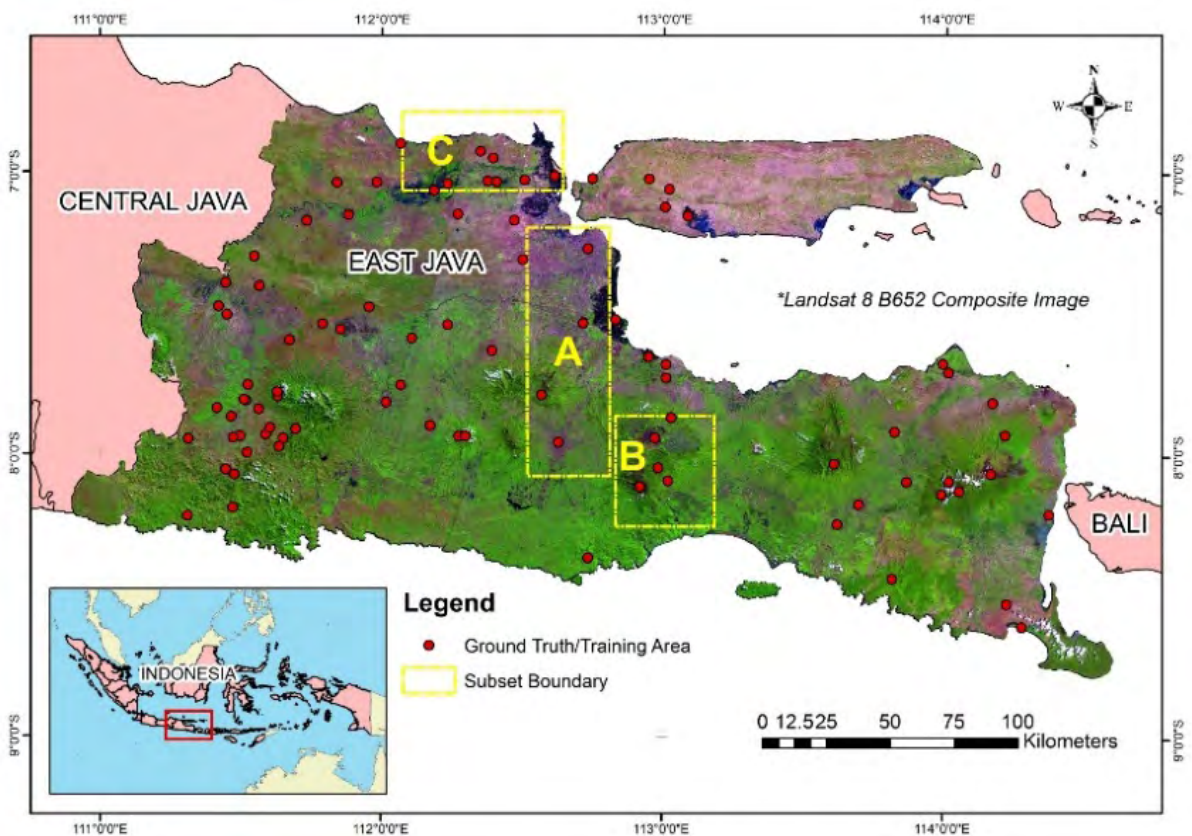 111°0'0"E 112°0'0"E 113°0'0"E 114°0'0"E
N
W E
S
C
7°0'0"S 7°0'0"S
CENTRAL JAVA
EAST JAVA
*Landsat 8 B652 Composite Image
A
8°0'0"S B 8°0'0"S
BALI
Legend
Ground Truth/Training Area
INDONESIA
Subset Boundary
0 12.525 50 75 100
Kilometers
9°0'0"S 9°0'0"S
111°0'0"E 112°0'0"E 113°0'0"E 114°0'0"E